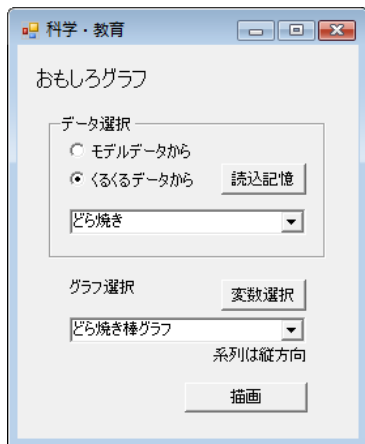 科学・教育
おもしろグラフ
データ選択
モデルデータから
くるくるデータから
読込記憶
どら焼き
グラフ選択
変数選択
どら焼き棒グラフ
系列は縦方向
描画